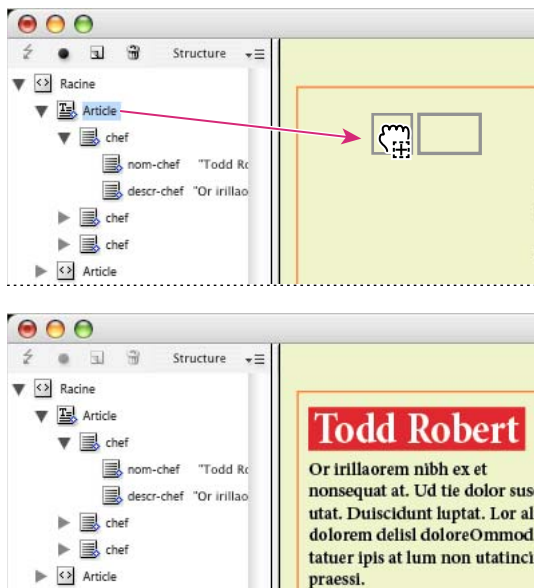 Structure
Racine
Article
chef
nom-chef "Todd Ro
descr-chef "Or irillao
chef
chef
Article
Structure
Racine
Article
chef
nom-chef "Todd Ro
descr-chef "Or irillao
chef
chef
Article
Todd Robert
Or irillaorem nibh ex et
nonsequat at. Ud tie dolor susc
utat. Duiscidunt luptat. Lor al
dolorem delisl doloreOmmod
tatuer ipis at lum non utatinci
praessi.